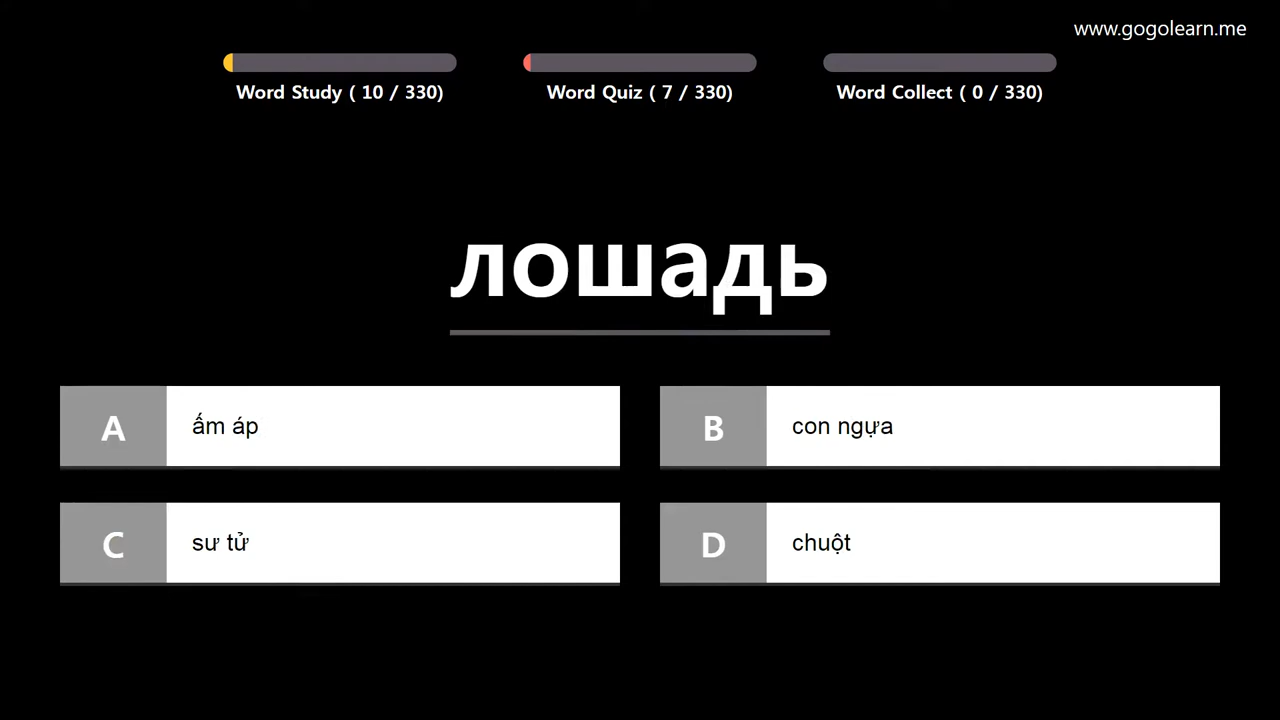 www.gogolearn.me
Word Study ( 10 / 330)
Word Quiz ( 7 / 330)
Word Collect ( 0 / 330)
лошадь
A ấm áp
B con ngựa
C sư tử
D chuột